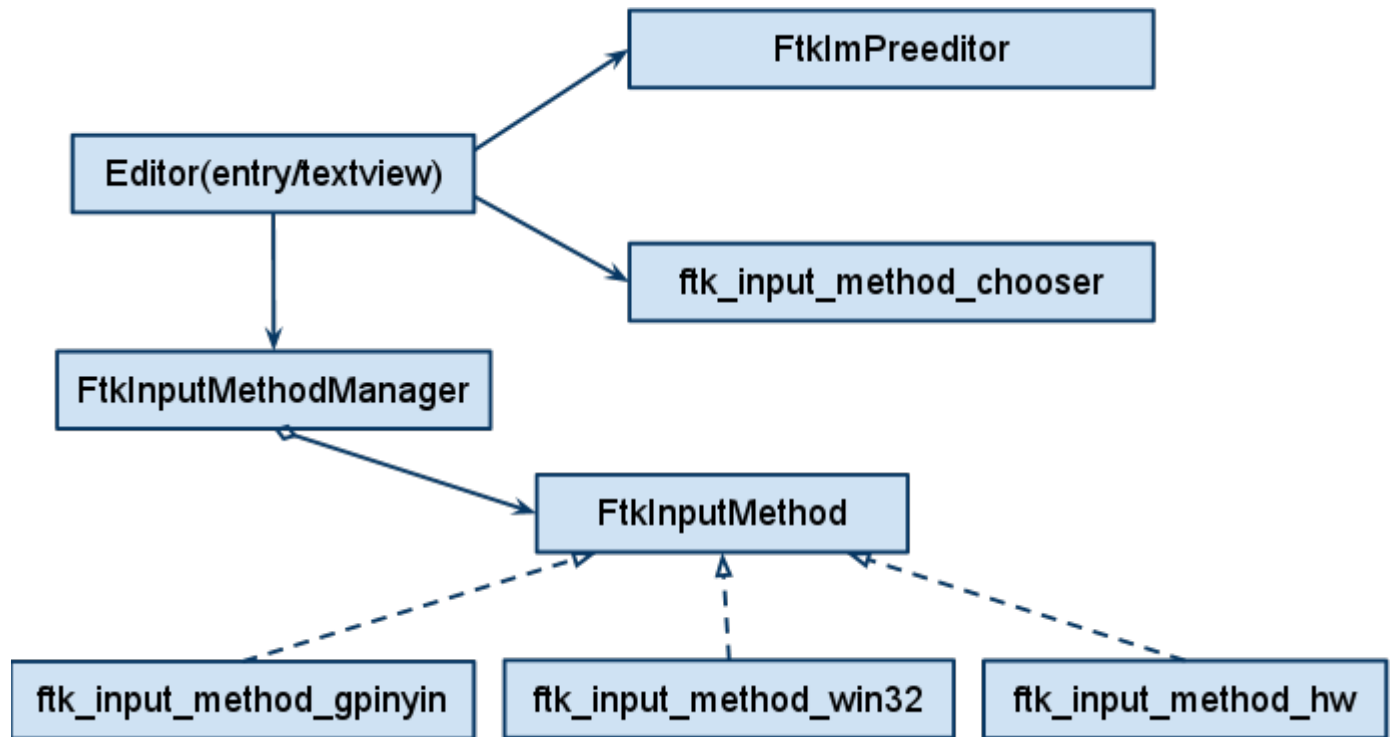 FtkImPreeditor
Editor(entry/textview)
ftk_input_method_chooser
FtkInputMethodManager
FtkInputMethod
ftk_input_method_gpinyin
ftk_input_method_win32
ftk_input_method_hw